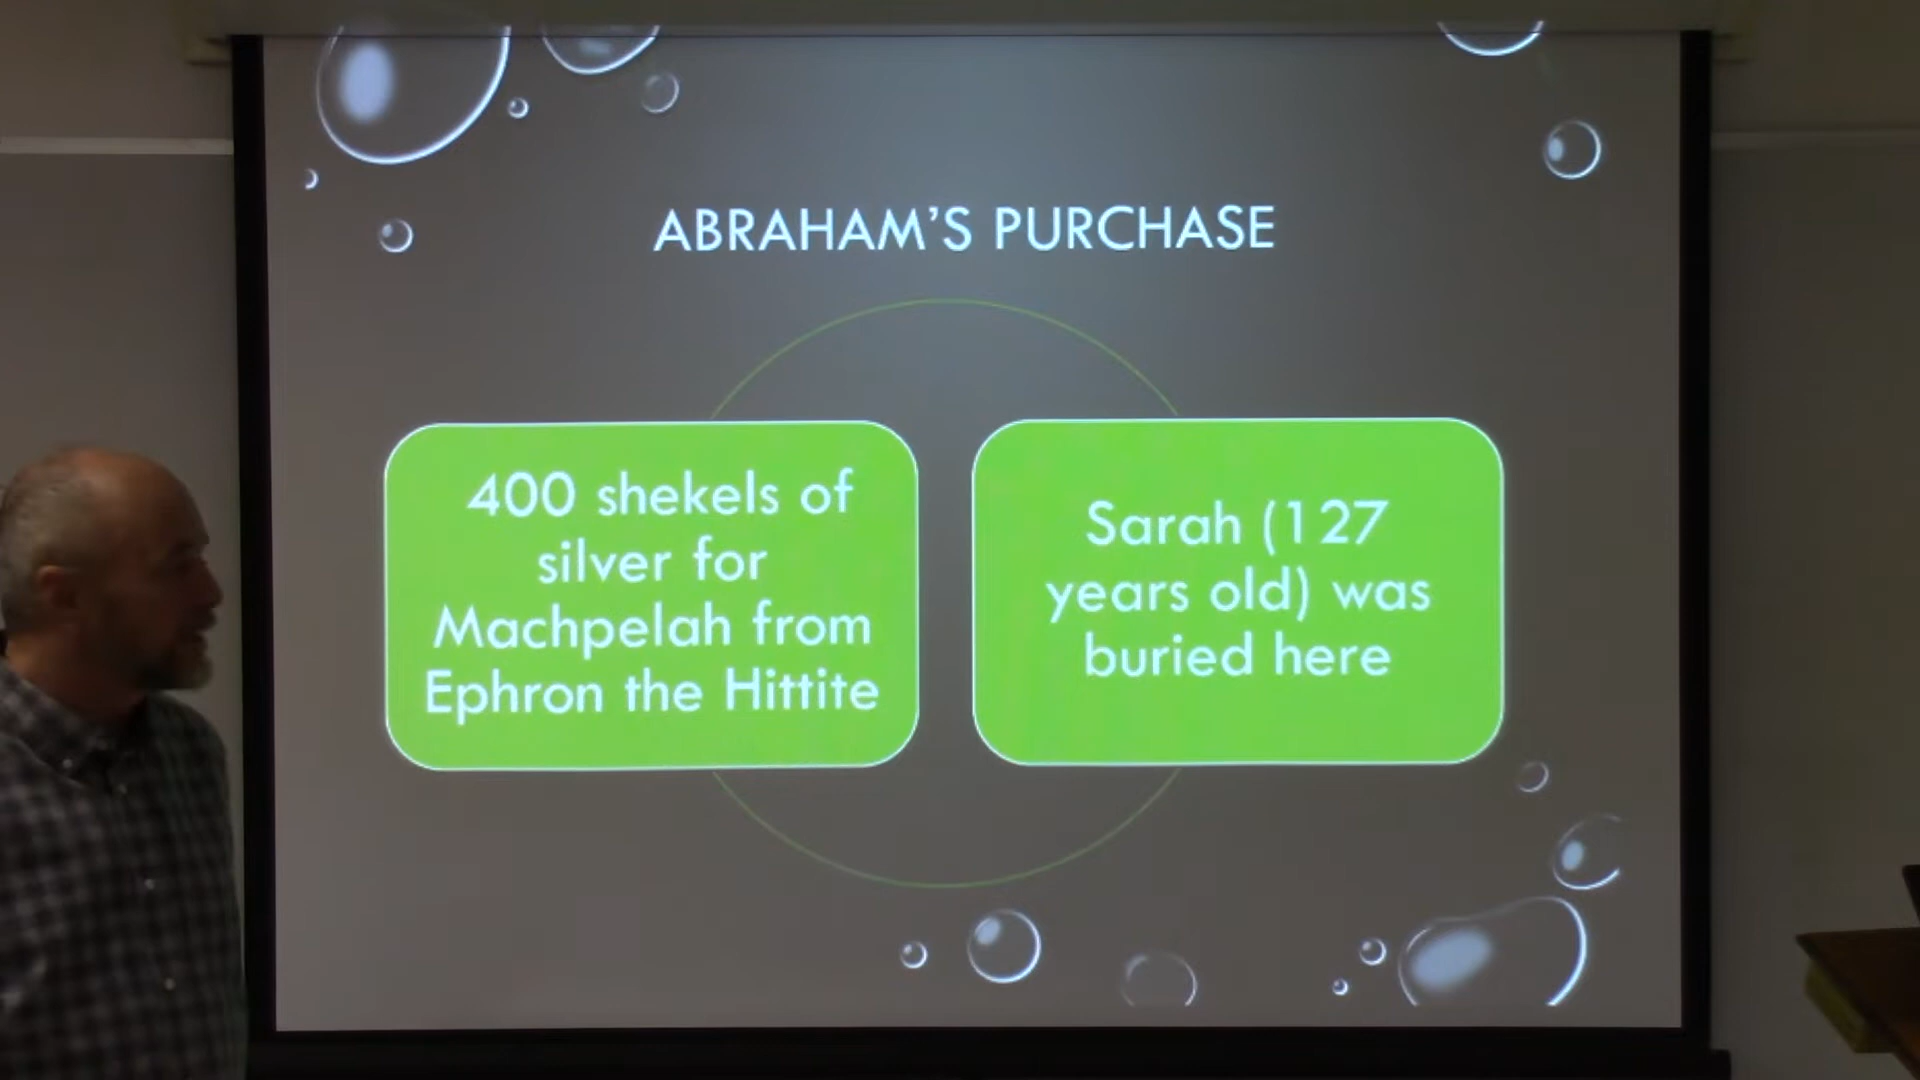 ABRAHAM’S PURCHASE
400 shekels of
silver for
Machpelah from
Ephron the Hittite
Sarah (127
years old) was
buried here